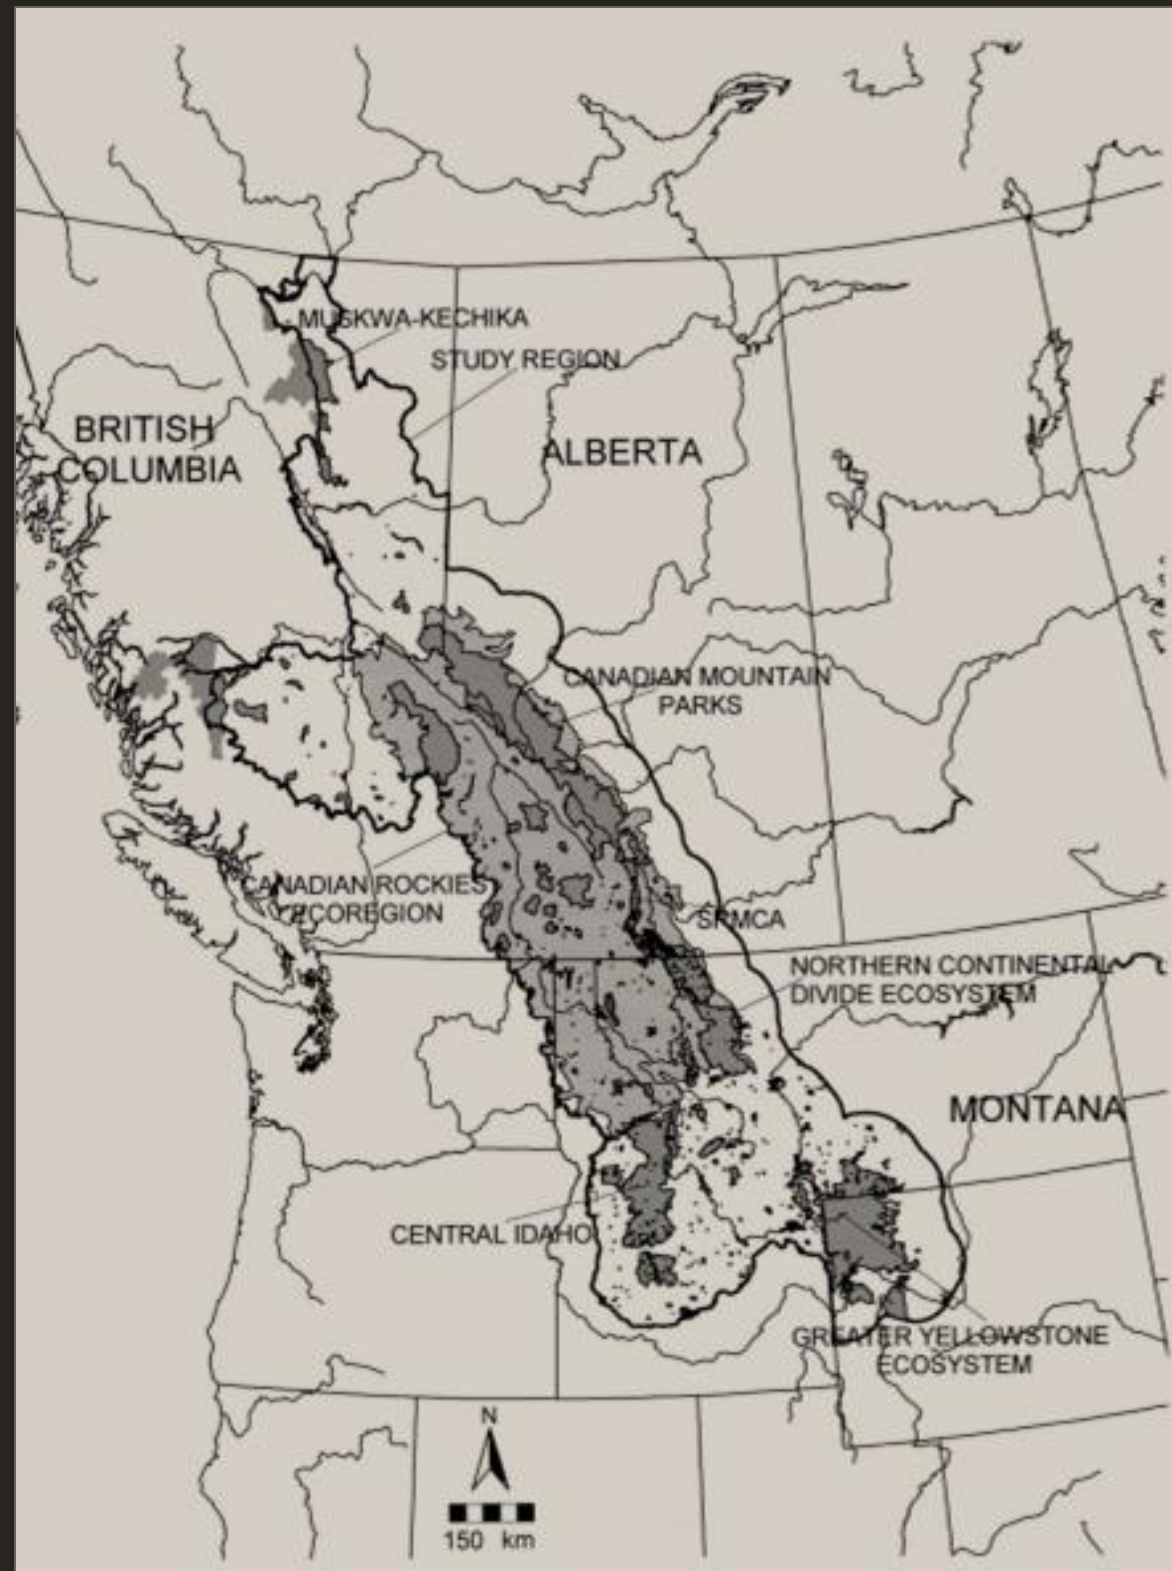 MUSKWA-KECHIKA
STUDY REGION
BRITISH
COLUMBIA
ALBERTA
CANADIAN MOUNTAIN
PARKS
CANADIAN ROCKIES
ECOREGION
SRMCA
NORTHERN CONTINENTAL
DIVIDE ECOSYSTEM
MONTANA
CENTRAL IDAHO
GREATER YELLOWSTONE
ECOSYSTEM
N
150 km